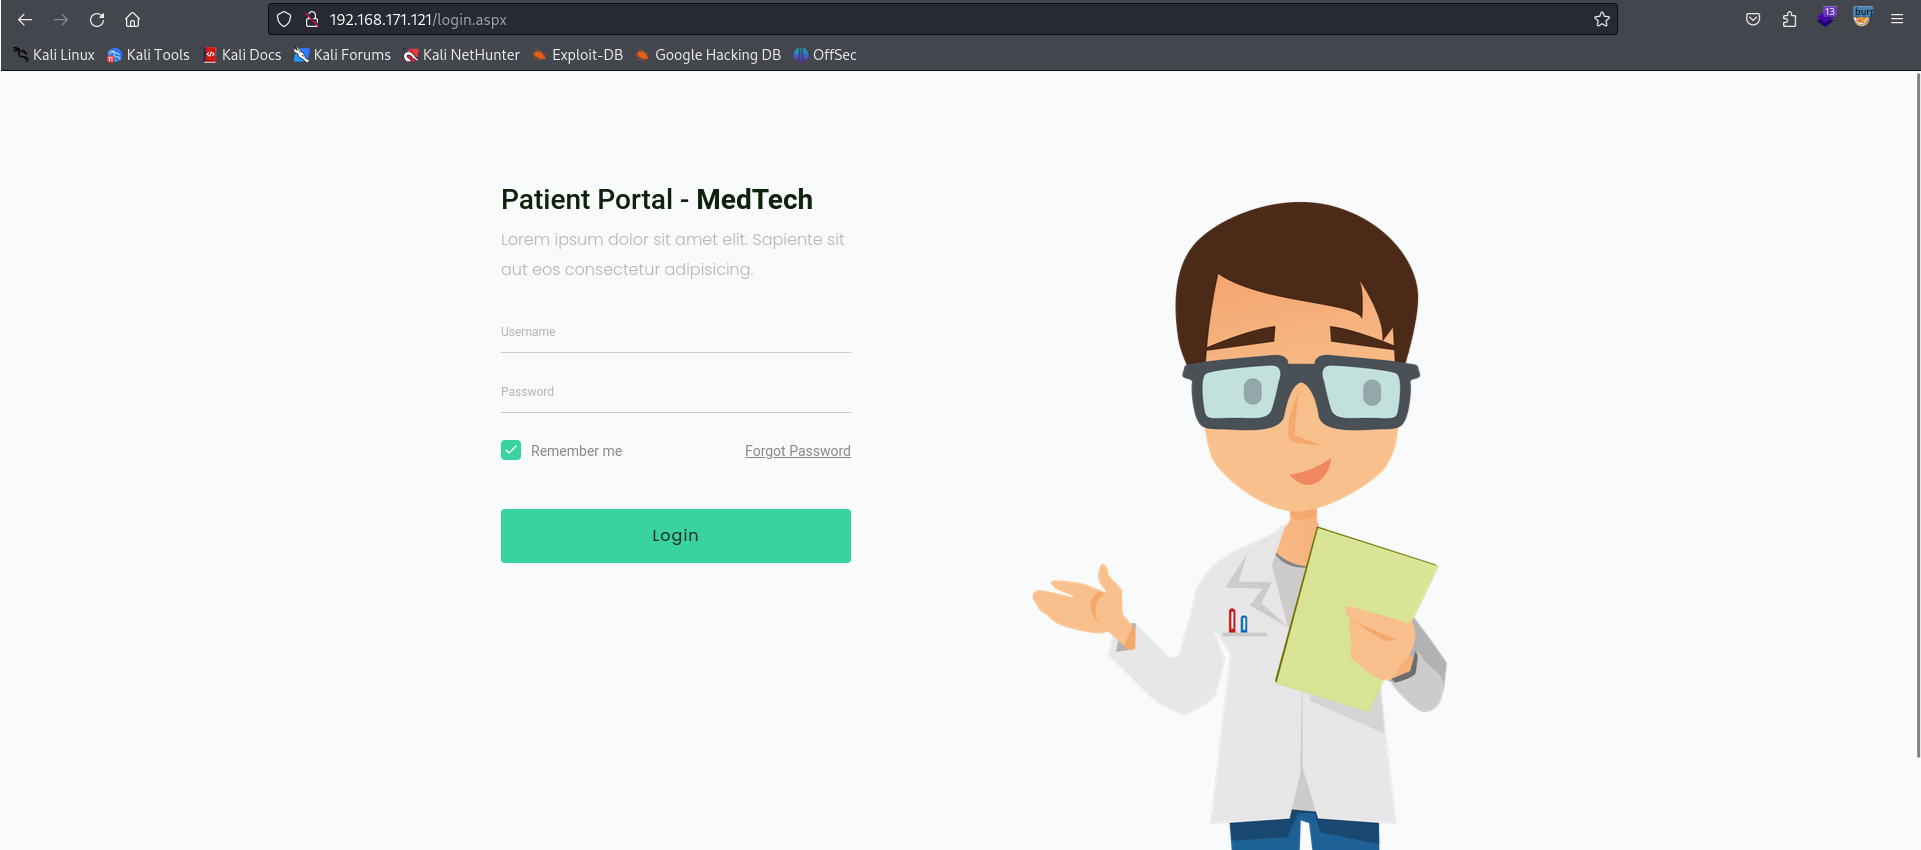 192.168.171.121/login.aspx
13
burp
Kali Linux Kali Tools Kali Docs Kali Forums Kali NetHunter Exploit-DB Google Hacking DB OffSec
Patient Portal - MedTech
Lorem ipsum dolor sit amet elit. Sapiente sit
aut eos consectetur adipisicing.
Username
Password
Remember me Forgot Password
Login